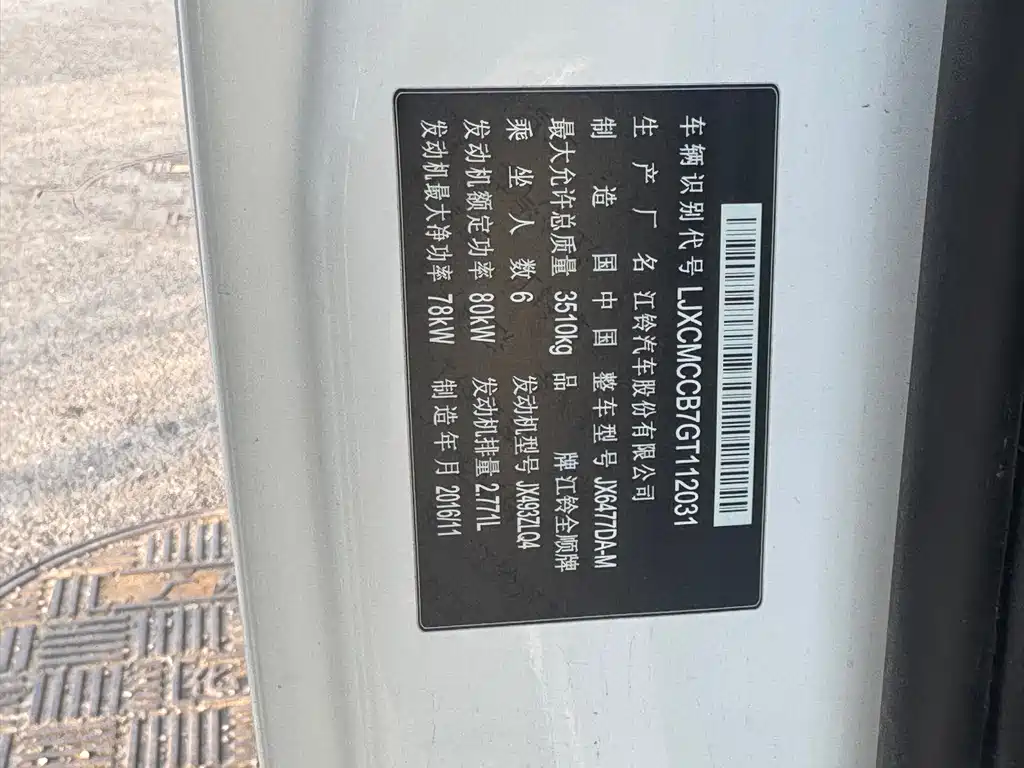 车辆识别代号 LJXCMCCB7GT112031
生产厂名 江铃汽车股份有限公司
制造国 中国 整车型号 JX6477DA-M
最大允许总质量 3510kg 品牌 江铃全顺牌
乘坐人数 6 发动机型号 JX493ZLQ4
发动机额定功率 80kW 发动机排量 2.771L
发动机最大净功率 78kW 制造年月 2016/11